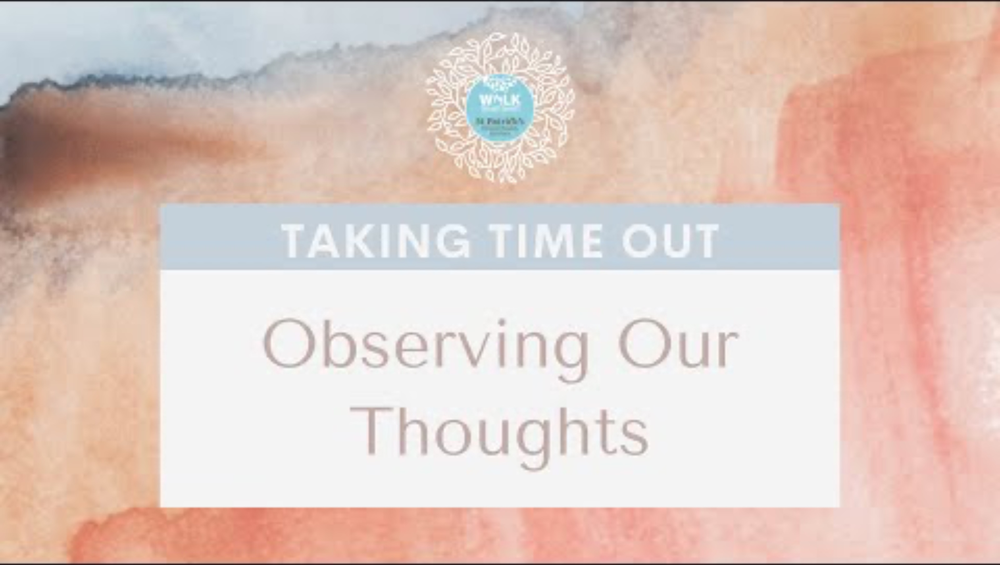 WALK
St Patrick's
TAKING TIME OUT
Observing Our
Thoughts